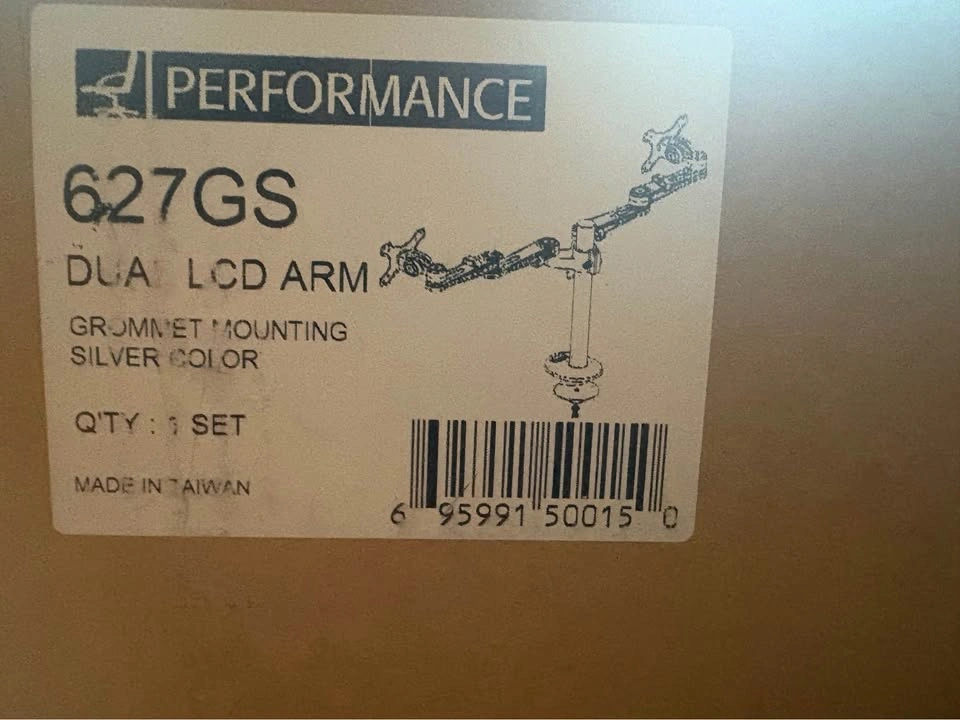 PERFORMANCE
627GS
DUAL LCD ARM
GROMMET MOUNTING
SILVER COLOR
Q'TY : 1 SET
MADE IN TAIWAN
6 95991 50015 0